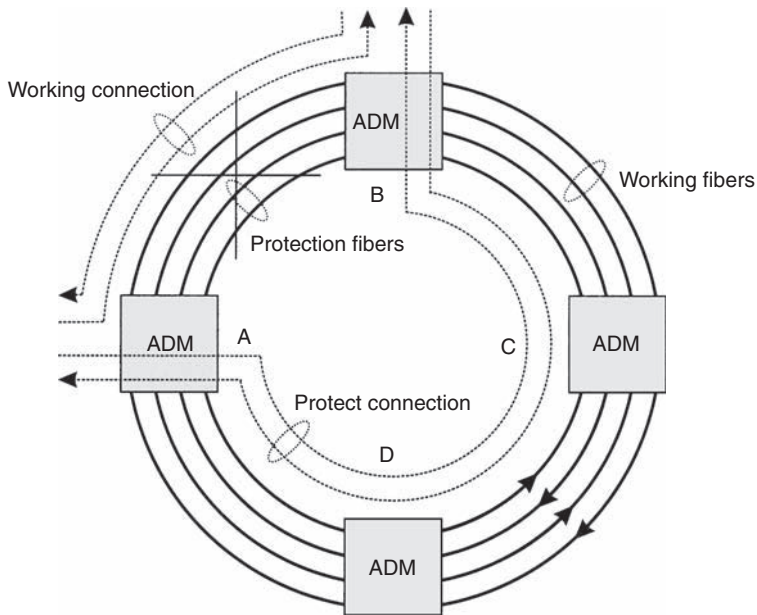 Working connection
ADM
B
Working fibers
Protection fibers
ADM
A
C
ADM
Protect connection
D
ADM